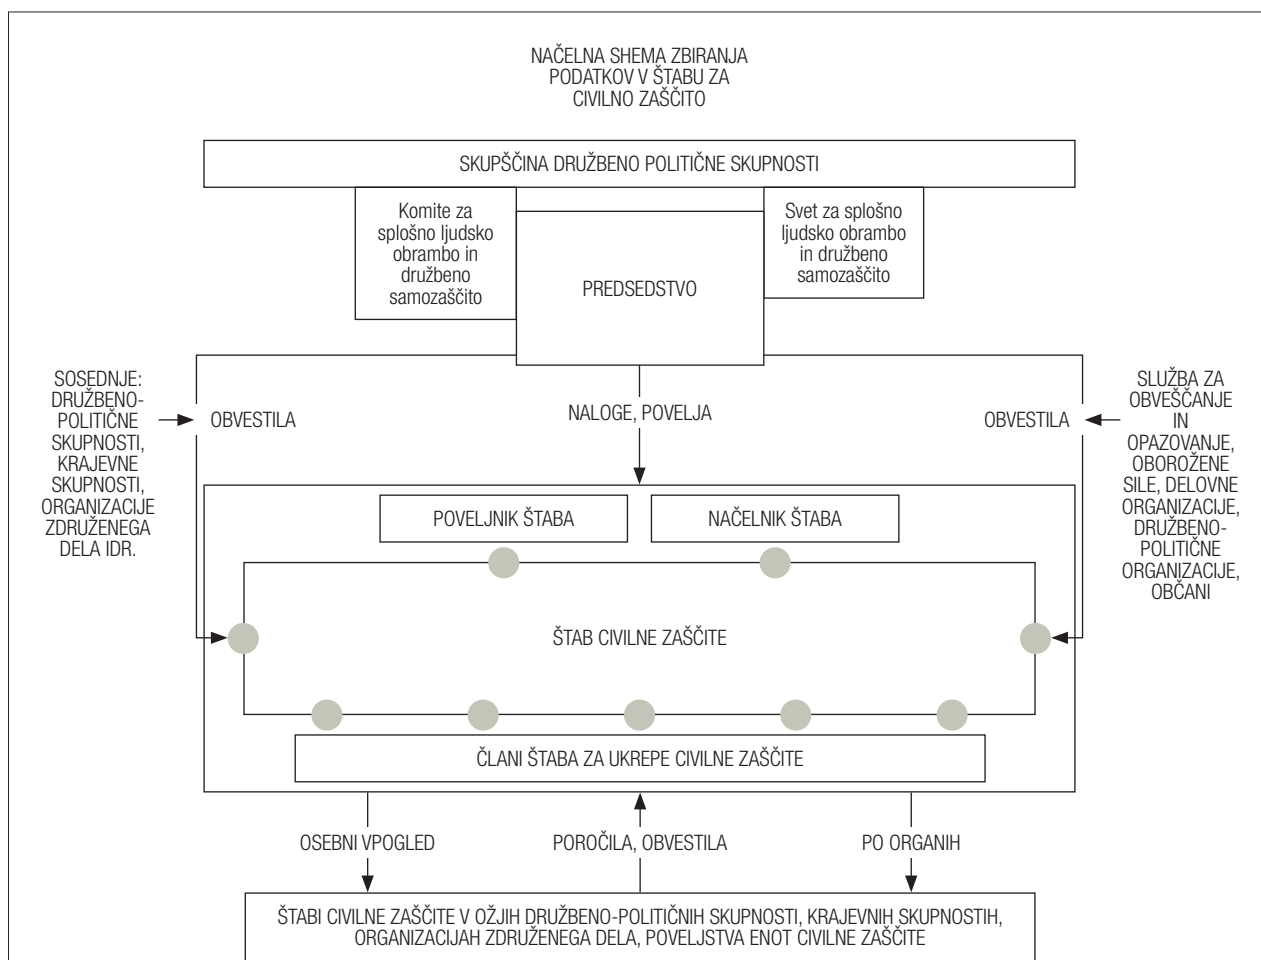 NAČELNA SHEMA ZBIRANJA
PODATKOV V ŠTABU ZA
CIVILNO ZAŠČITO
SKUPŠČINA DRUŽBENO POLITIČNE SKUPNOSTI
Komite za
splošno ljudsko
obrambo in
družbeno
samozaščito
PREDSEDSTVO
Svet za splošno
ljudsko obrambo
in družbeno
samozaščito
SOSEDNJE:
DRUŽBENO-
POLITIČNE
SKUPNOSTI,
KRAJEVNE
SKUPNOSTI,
ORGANIZACIJE
ZDRUŽENEGA
DELA IDR.
OBVESTILA
NALOGE, POVELJA
OBVESTILA
SLUŽBA ZA
OBVEŠČANJE
IN
OPAZOVANJE,
OBOROŽENE
SILE, DELOVNE
ORGANIZACIJE,
DRUŽBENO-
POLITIČNE
ORGANIZACIJE,
OBČANI
POVELJNIK ŠTABA
NAČELNIK ŠTABA
ŠTAB CIVILNE ZAŠČITE
ČLANI ŠTABA ZA UKREPE CIVILNE ZAŠČITE
OSEBNI VPOGLED
POROČILA, OBVESTILA
PO ORGANIH
ŠTABI CIVILNE ZAŠČITE V OŽJIH DRUŽBENO-POLITIČNIH SKUPNOSTI, KRAJEVNIH SKUPNOSTIH,
ORGANIZACIJAH ZDRUŽENEGA DELA, POVELJSTVA ENOT CIVILNE ZAŠČITE